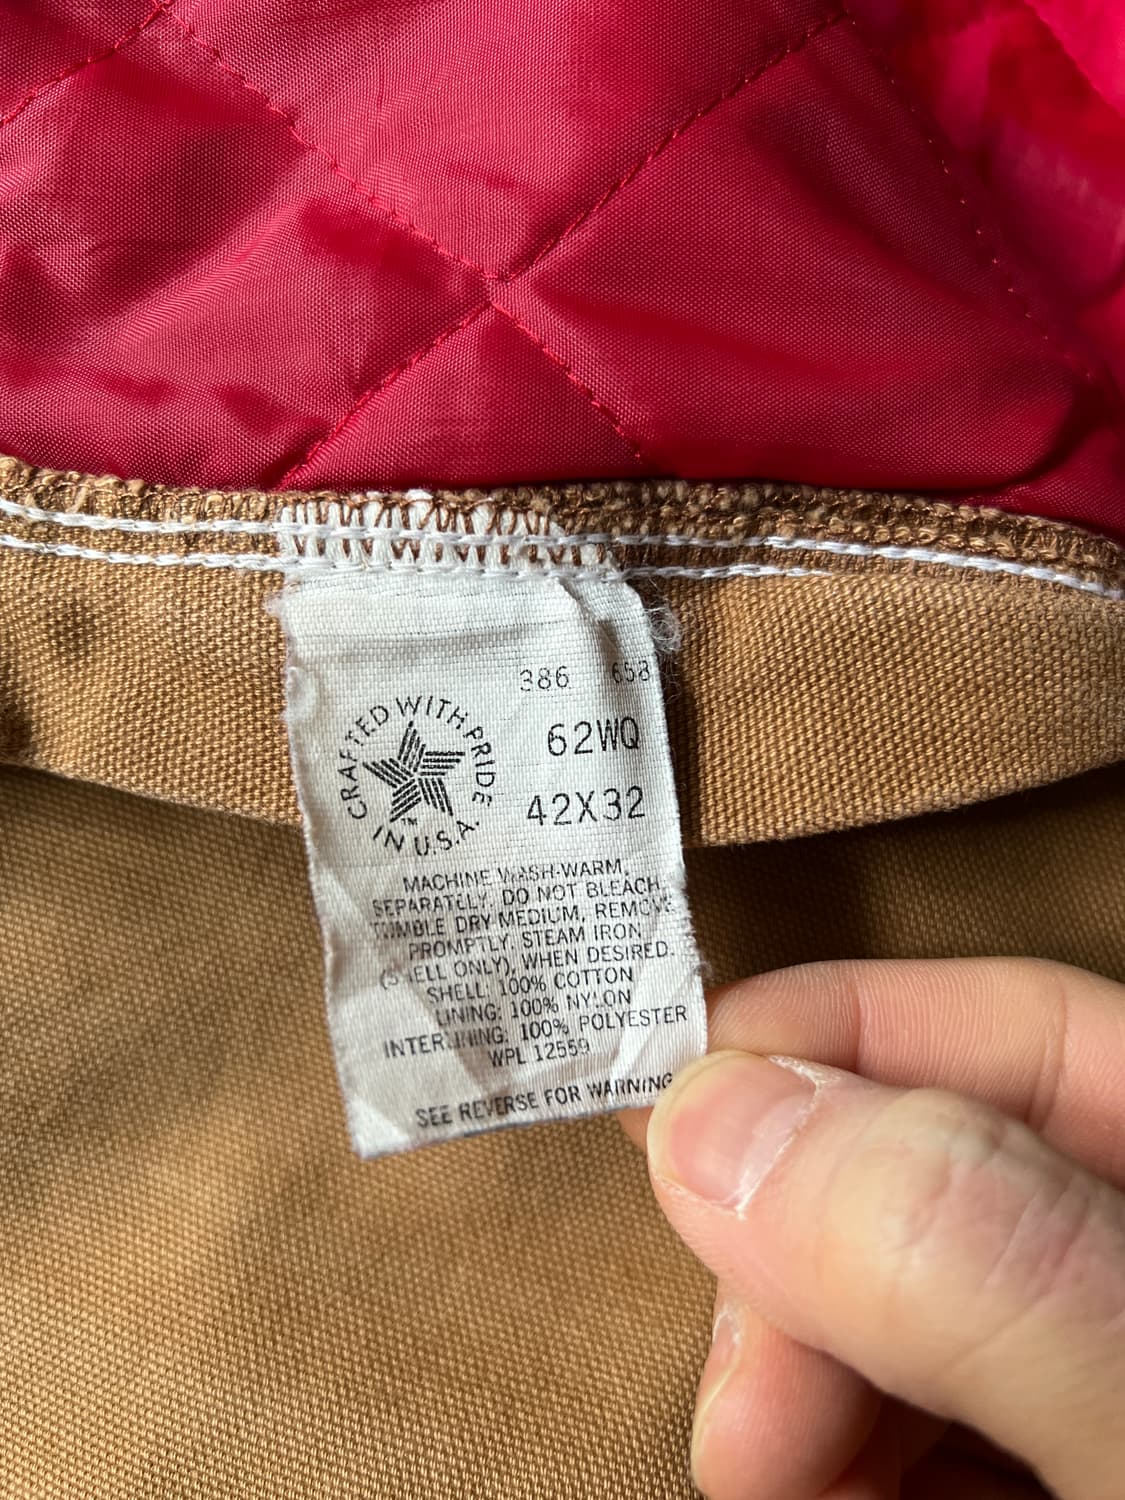 386 658
62WQ
42X32
CRAFTED WITH PRIDE
IN U.S.A.
TM
MACHINE WASH-WARM,
SEPARATELY, DO NOT BLEACH,
TUMBLE DRY MEDIUM, REMOVE
PROMPTLY, STEAM IRON
(SHELL ONLY), WHEN DESIRED.
SHELL: 100% COTTON
LINING: 100% NYLON
INTERLINING: 100% POLYESTER
WPL 12559
SEE REVERSE FOR WARNING